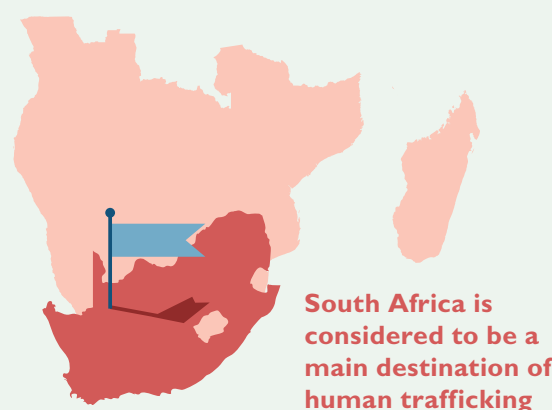 South Africa is
considered to be a
main destination of
human trafficking